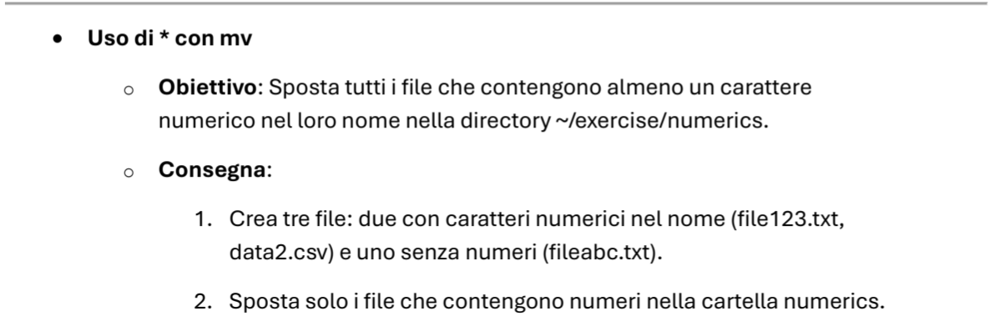 • Uso di * con mv
o Obiettivo: Sposta tutti i file che contengono almeno un carattere
numerico nel loro nome nella directory ~/exercise/numerics.
o Consegna:
1. Crea tre file: due con caratteri numerici nel nome (file123.txt,
data2.csv) e uno senza numeri (fileabc.txt).
2. Sposta solo i file che contengono numeri nella cartella numerics.